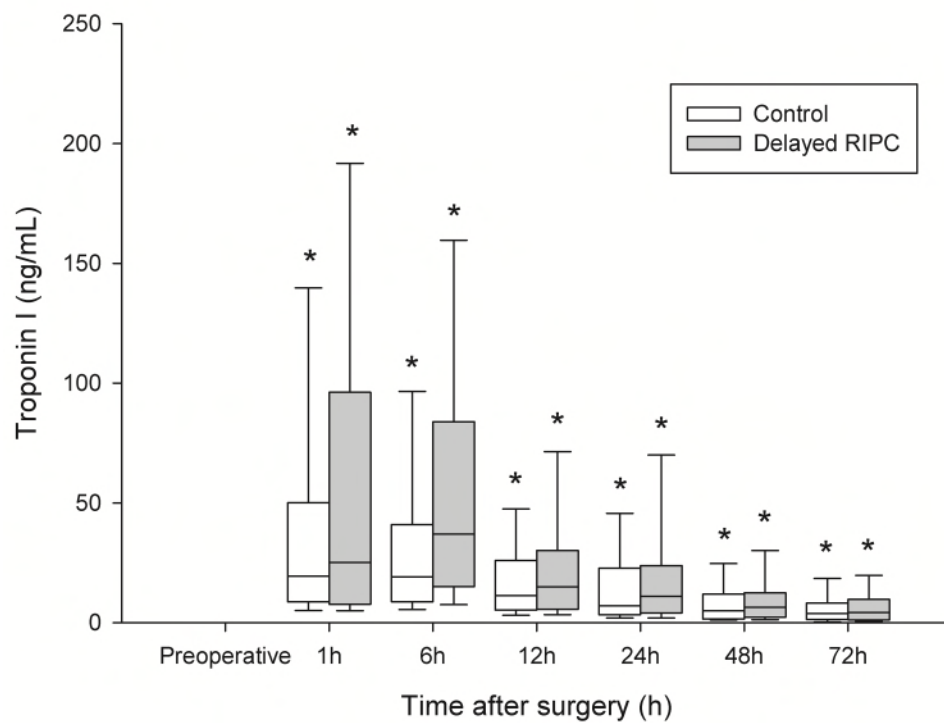 250
200
150
100
50
0
Troponin I (ng/mL)
Control
Delayed RIPC
* * * * * * * * * * * *
Preoperative 1h 6h 12h 24h 48h 72h
Time after surgery (h)